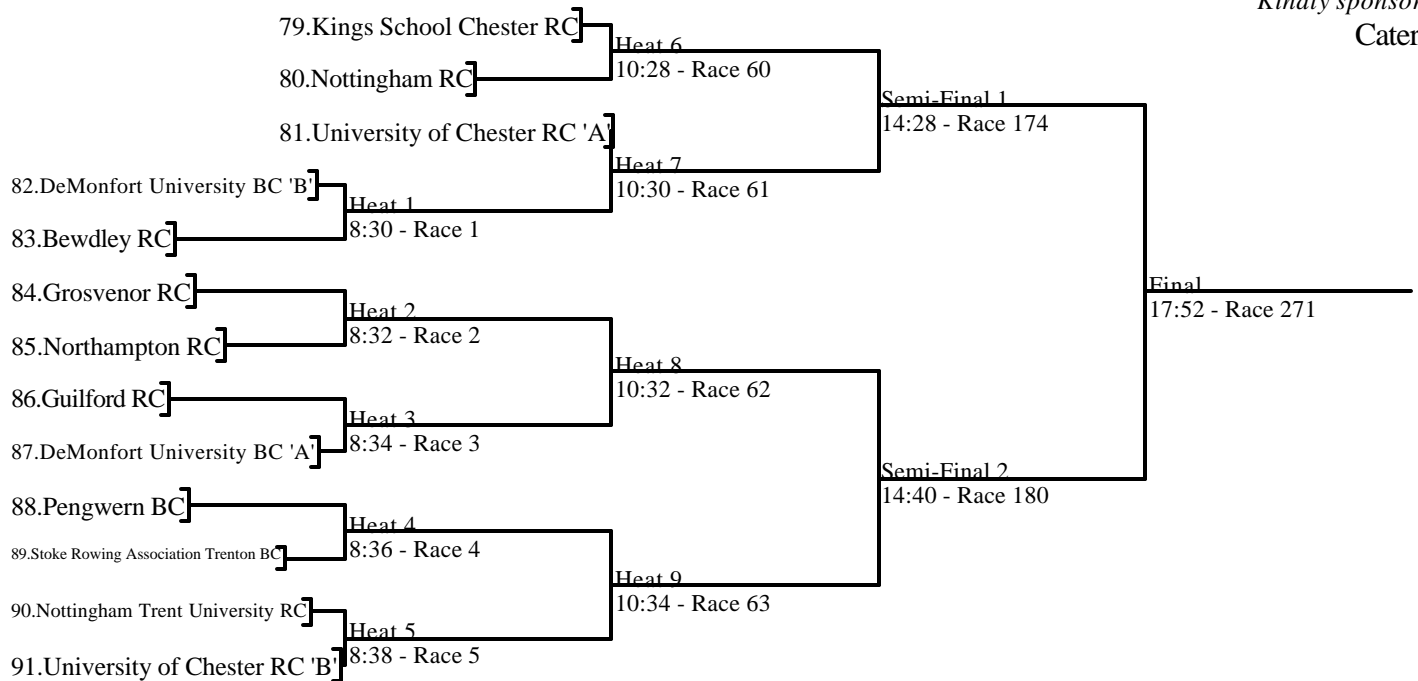 Kindly sponsor
Cater
79.Kings School Chester RC
Heat 6
10:28 - Race 60
80.Nottingham RC
Semi-Final 1
14:28 - Race 174
81.University of Chester RC 'A'
Heat 7
10:30 - Race 61
82.DeMonfort University BC 'B'
Heat 1
8:30 - Race 1
83.Bewdley RC
84.Grosvenor RC
Final
17:52 - Race 271
Heat 2
8:32 - Race 2
85.Northampton RC
Heat 8
10:32 - Race 62
86.Guilford RC
Heat 3
8:34 - Race 3
87.DeMonfort University BC 'A'
Semi-Final 2
14:40 - Race 180
88.Pengwern BC
Heat 4
8:36 - Race 4
89.Stoke Rowing Association Trenton BC
Heat 9
10:34 - Race 63
90.Nottingham Trent University RC
Heat 5
8:38 - Race 5
91.University of Chester RC 'B'